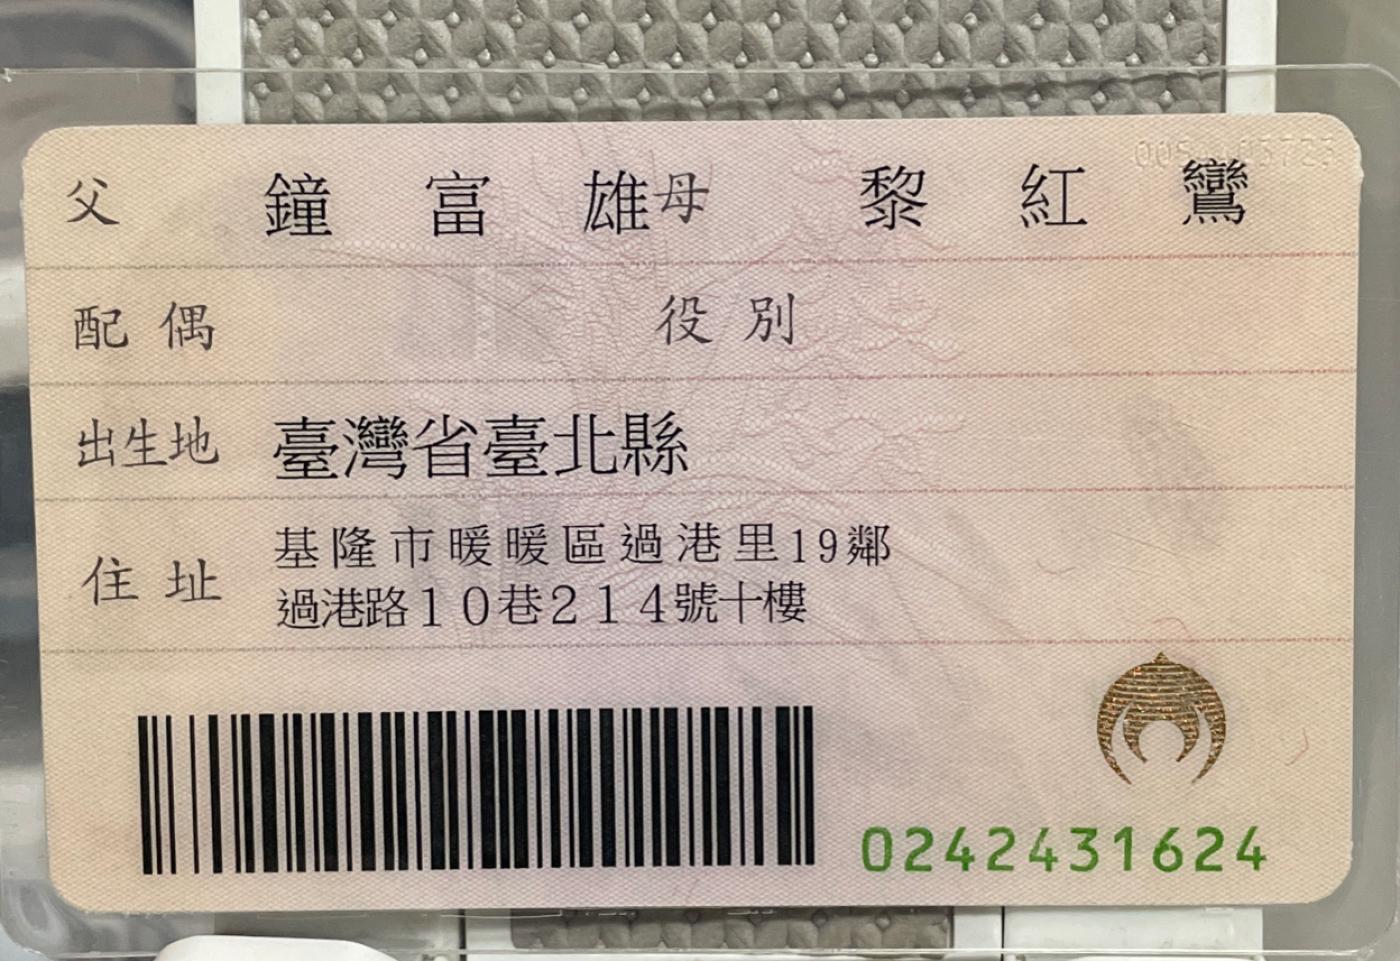 父 鐘富雄 母 黎紅鸞
配偶 役別
出生地 臺灣省臺北縣
住址 基隆市暖暖區過港里19鄰
過港路10巷214號十樓
0242431624